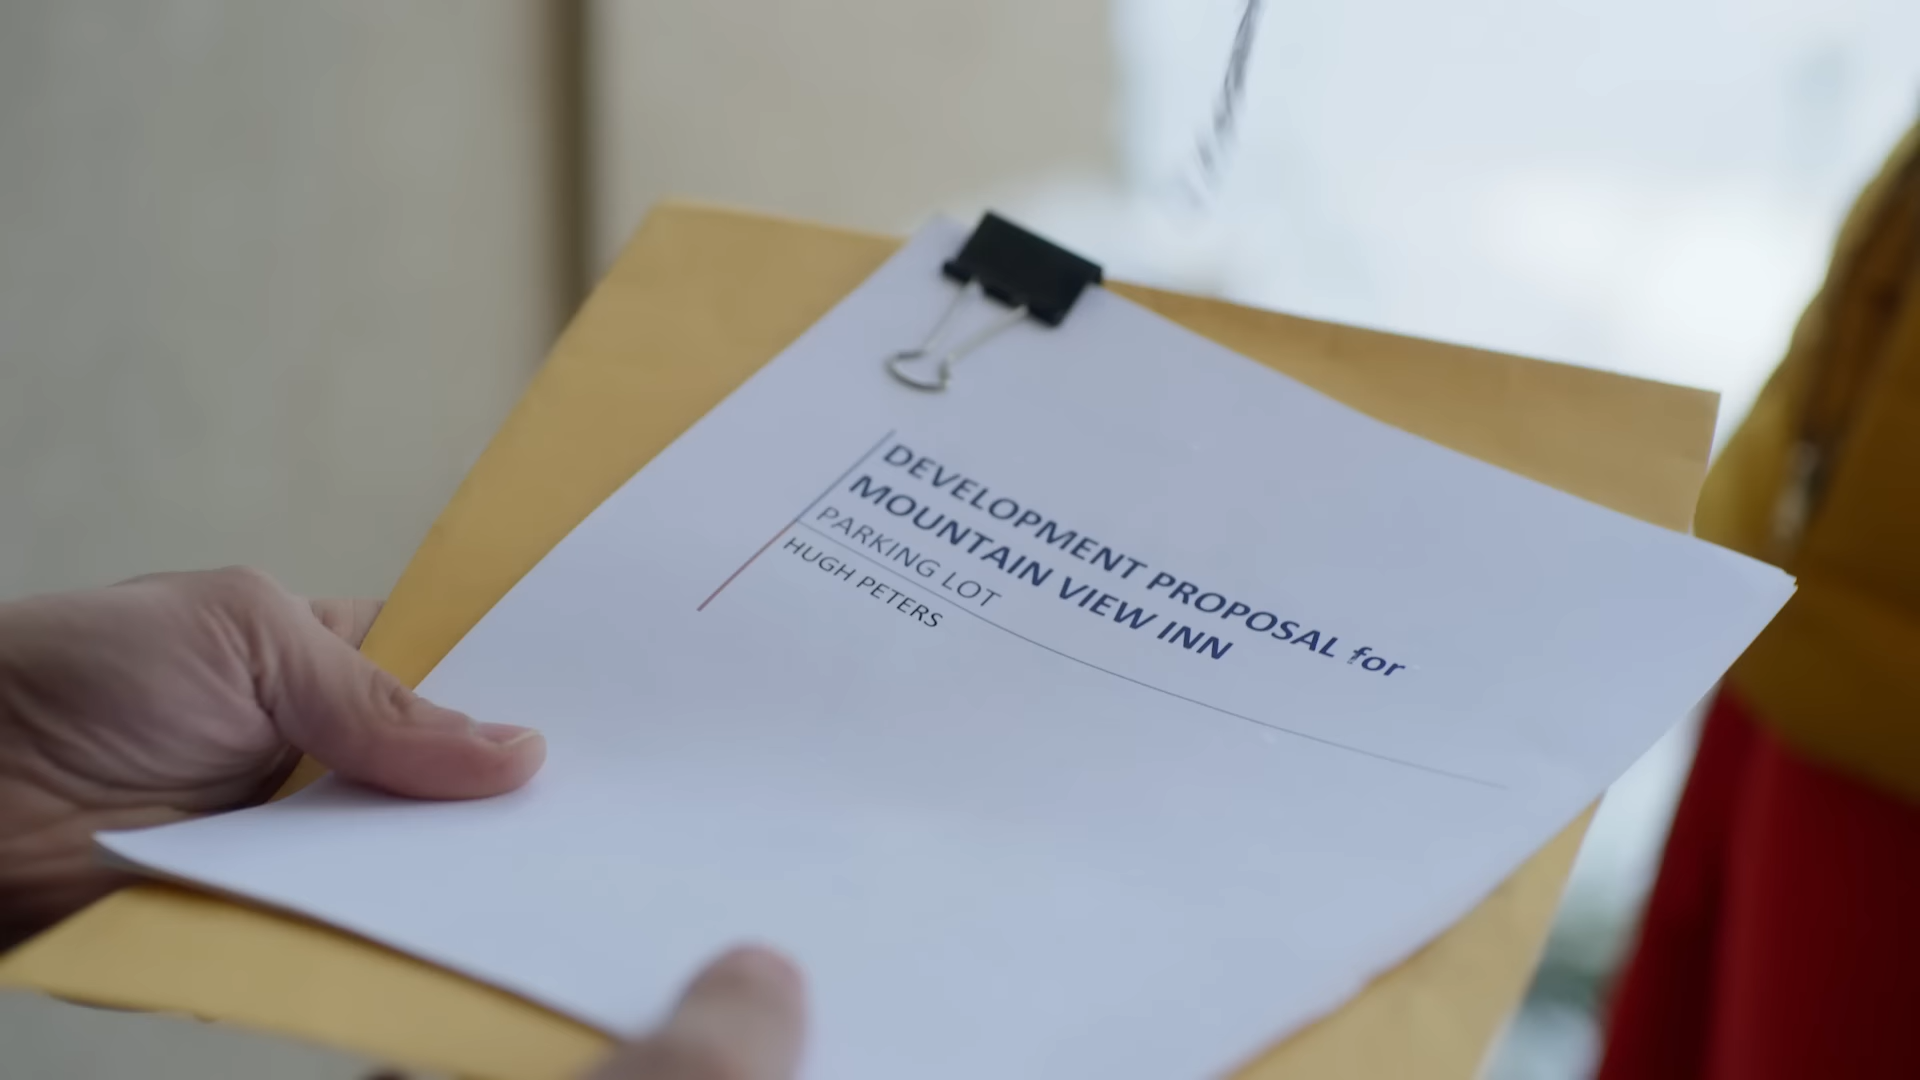 DEVELOPMENT PROPOSAL for
MOUNTAIN VIEW INN
PARKING LOT
HUGH PETERS